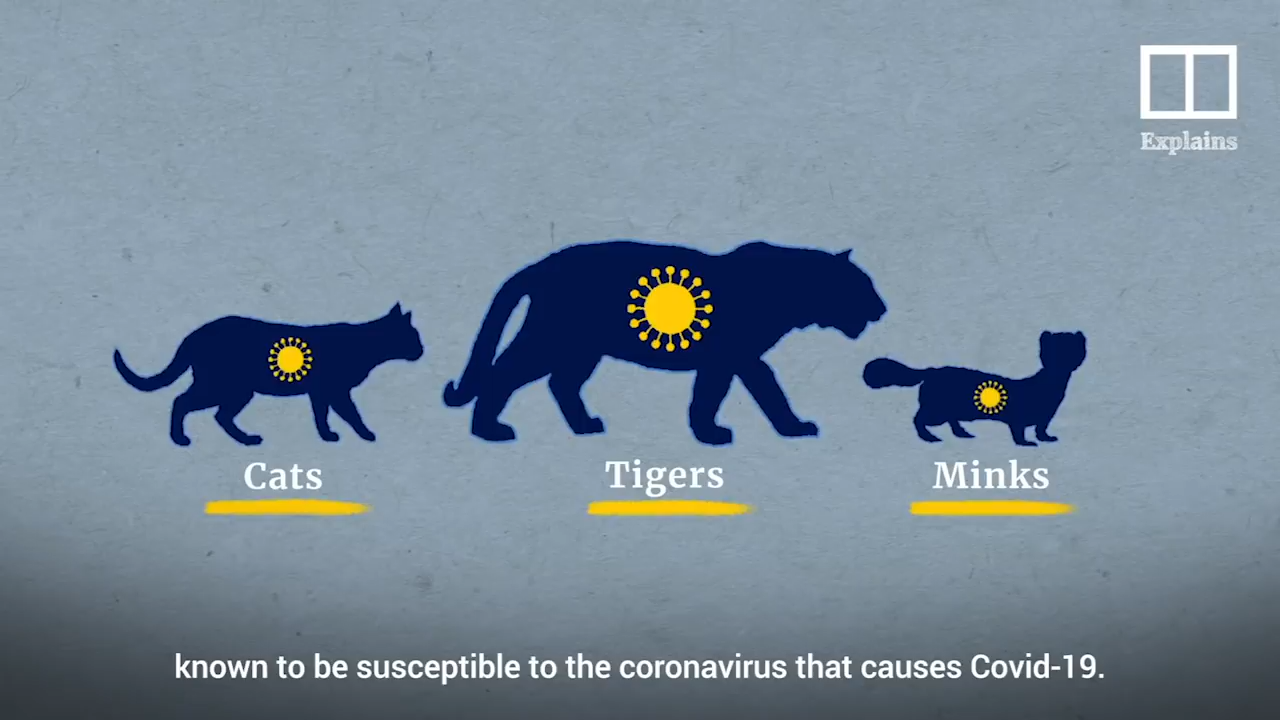 Explains
Cats
Tigers
Minks
known to be susceptible to the coronavirus that causes Covid-19.